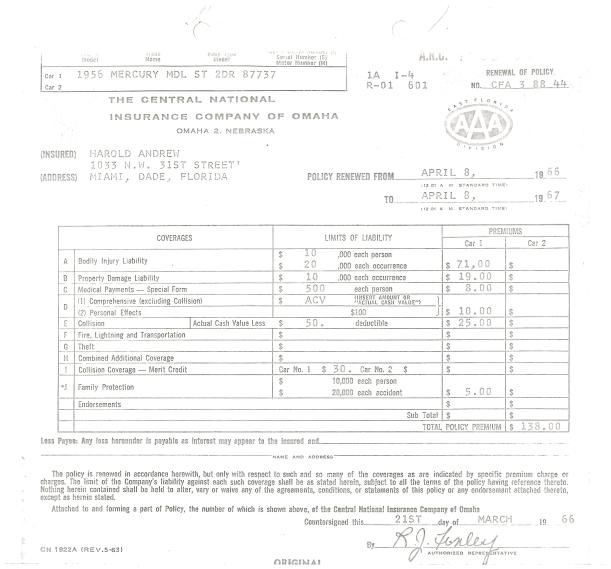 Model Name Body Type Model Serial Number (S) Motor Number (M)
Car 1 1956 MERCURY MDL ST 2DR 87737
Car 2
1A I-4
R-01 601
RENEWAL OF POLICY
NO. CFA 3 88 44
THE CENTRAL NATIONAL
INSURANCE COMPANY OF OMAHA
OMAHA 2, NEBRASKA
EAST FLORIDA
AAA
DIVISION
(INSURED) HAROLD ANDREW
1033 N.W. 31ST STREET'
(ADDRESS) MIAMI, DADE, FLORIDA
POLICY RENEWED FROM APRIL 8, 1966
(12:01 A. M. STANDARD TIME)
TO APRIL 8, 1967
(12:01 A. M. STANDARD TIME)
COVERAGES LIMITS OF LIABILITY PREMIUMS
Car 1 Car 2
A Bodily Injury Liability $ 10 ,000 each person
$ 20 ,000 each occurrence $ 71,00 $
B Property Damage Liability $ 10 ,000 each occurrence $ 19.00 $
C Medical Payments — Special Form $ 500 each person $ 8.00 $
D (1) Comprehensive (excluding Collision) $ ACV (INSERT AMOUNT OR "ACTUAL CASH VALUE")
(2) Personal Effects $100 $ 10.00 $
E Collision Actual Cash Value Less $ 50. deductible $ 25.00 $
F Fire, Lightning and Transportation $ $ $
G Theft $ $ $
H Combined Additional Coverage $ $ $
I Collision Coverage — Merit Credit Car No. 1 $ 30. Car No. 2 $ $ $
*J Family Protection $ 10,000 each person
$ 20,000 each accident $ 5.00 $
Endorsements $ $
Sub Total $ $
TOTAL POLICY PREMIUM $ 138.00
Loss Payee: Any loss hereunder is payable as interest may appear to the insured and
NAME AND ADDRESS
The policy is renewed in accordance herewith, but only with respect to such and so many of the coverages as are indicated by specific premium charge or
charges. The limit of the Company's liability against each such coverage shall be as stated herein, subject to all the terms of the policy having reference thereto.
Nothing herein contained shall be held to alter, vary or waive any of the agreements, conditions, or statements of this policy or any endorsement attached thereto,
except as herein stated.
Attached to and forming a part of Policy, the number of which is shown above, of the Central National Insurance Company of Omaha
Countersigned this 21ST day of MARCH 19 66
By R.J. Fonley
AUTHORIZED REPRESENTATIVE
CN 1922A (REV.5-63)
ORIGINAL